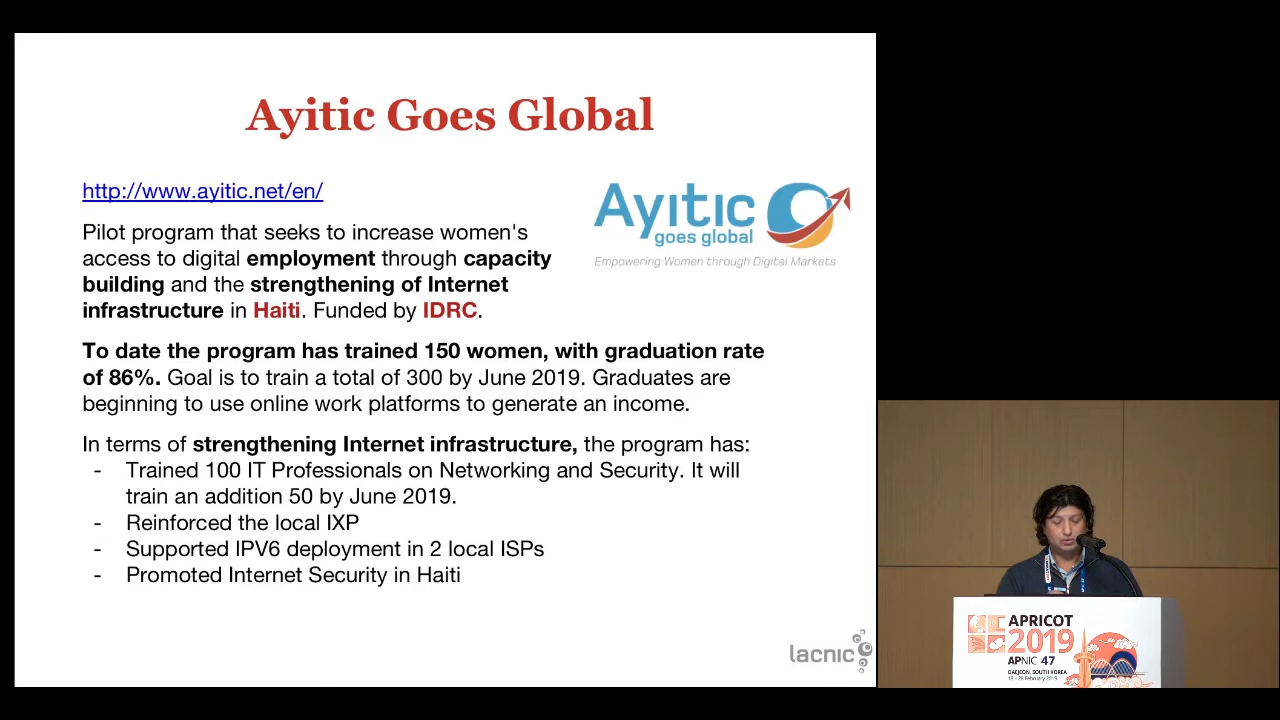 Ayitic Goes Global
http://www.ayitic.net/en/
Ayitic
goes global
Empowering Women through Digital Markets
Pilot program that seeks to increase women's
access to digital employment through capacity
building and the strengthening of Internet
infrastructure in Haiti. Funded by IDRC.
To date the program has trained 150 women, with graduation rate
of 86%. Goal is to train a total of 300 by June 2019. Graduates are
beginning to use online work platforms to generate an income.
In terms of strengthening Internet infrastructure, the program has:
- Trained 100 IT Professionals on Networking and Security. It will
train an addition 50 by June 2019.
- Reinforced the local IXP
- Supported IPV6 deployment in 2 local ISPs
- Promoted Internet Security in Haiti
lacnic
APRICOT
2019
APNIC 47
DAEJEON, SOUTH KOREA
18 - 28 February 2019